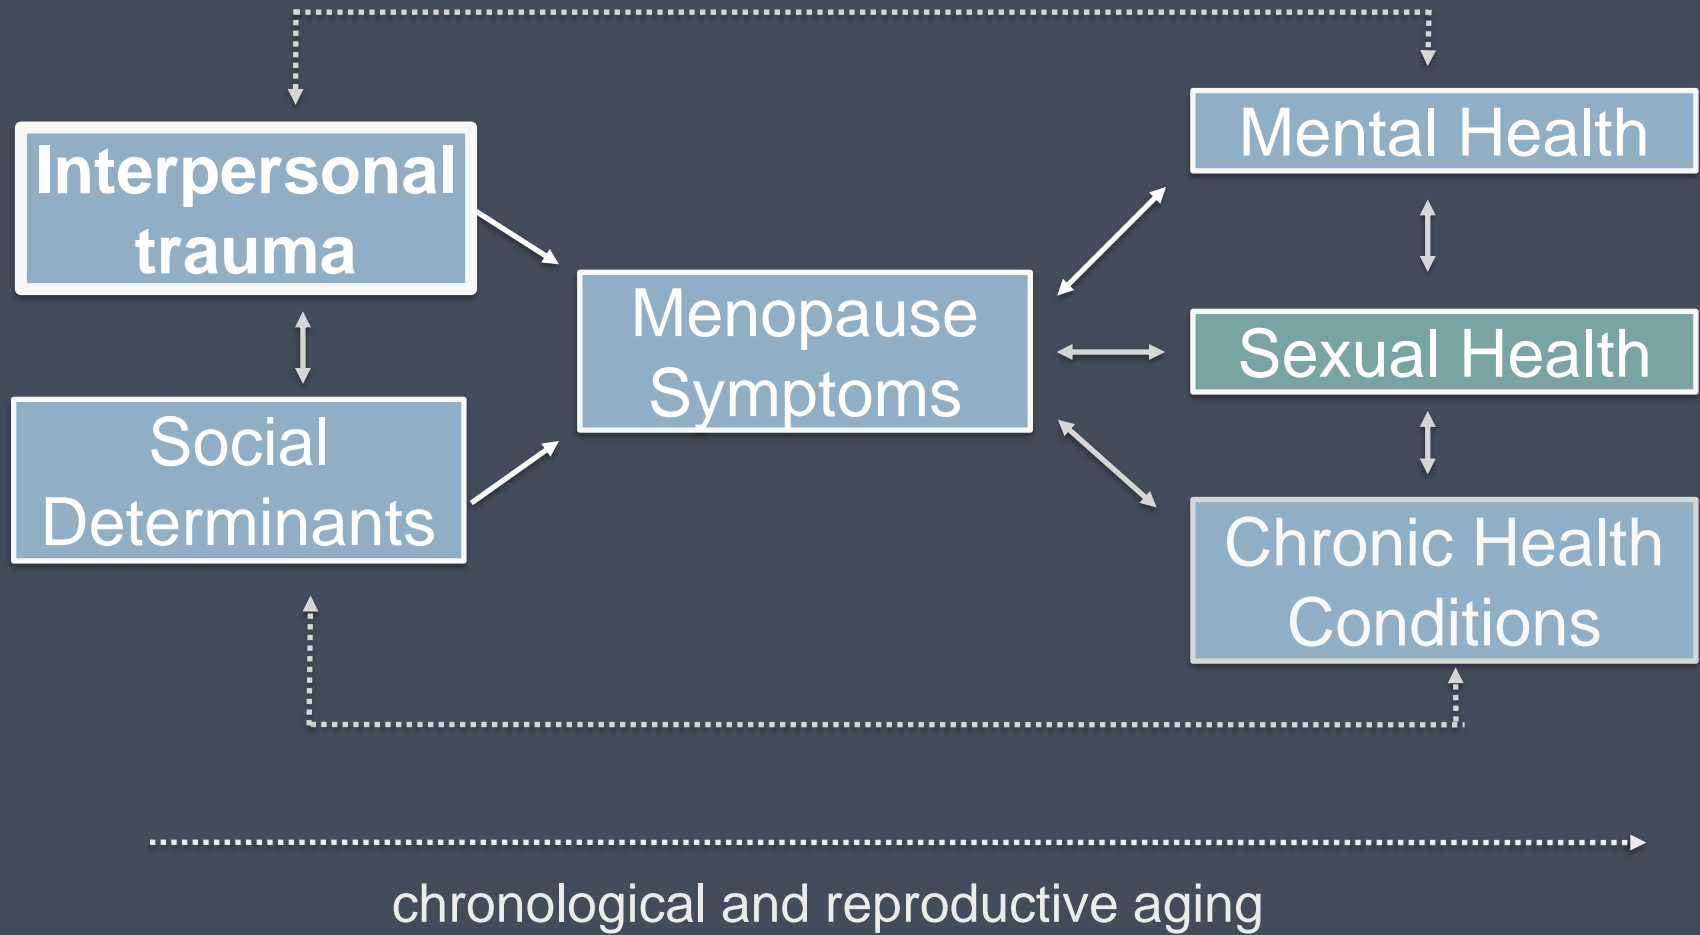 Interpersonal
trauma
Social
Determinants
Menopause
Symptoms
Mental Health
Sexual Health
Chronic Health
Conditions
chronological and reproductive aging